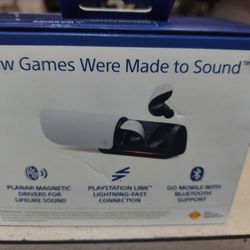 w Games Were Made to Sound™
PLANAR MAGNETIC
DRIVERS FOR
LIFELIKE SOUND
PLAYSTATION LINK™
LIGHTNING-FAST
CONNECTION
GO MOBILE WITH
BLUETOOTH
SUPPORT